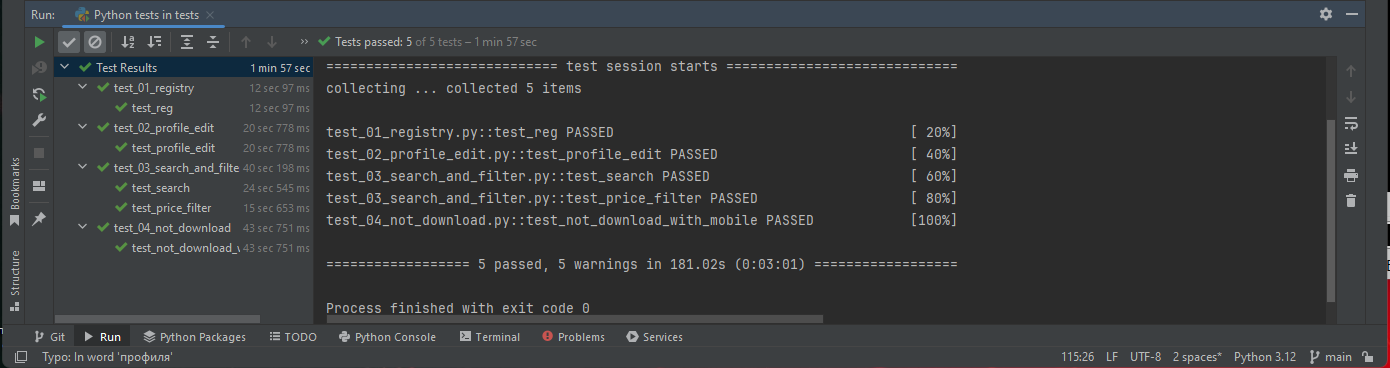 Run: Python tests in tests
Tests passed: 5 of 5 tests – 1 min 57 sec
Test Results 1 min 57 sec
test_01_registry 12 sec 97 ms
test_reg 12 sec 97 ms
test_02_profile_edit 20 sec 778 ms
test_profile_edit 20 sec 778 ms
test_03_search_and_filte 40 sec 198 ms
test_search 24 sec 545 ms
test_price_filter 15 sec 653 ms
test_04_not_download 43 sec 751 ms
test_not_download_v 43 sec 751 ms
============================= test session starts =============================
collecting ... collected 5 items
test_01_registry.py::test_reg PASSED [ 20%]
test_02_profile_edit.py::test_profile_edit PASSED [ 40%]
test_03_search_and_filter.py::test_search PASSED [ 60%]
test_03_search_and_filter.py::test_price_filter PASSED [ 80%]
test_04_not_download.py::test_not_download_with_mobile PASSED [100%]
================== 5 passed, 5 warnings in 181.02s (0:03:01) ==================
Process finished with exit code 0
Bookmarks
Structure
Git Run Python Packages TODO Python Console Terminal Problems Services
Typo: In word 'профиля' 115:26 LF UTF-8 2 spaces* Python 3.12 main